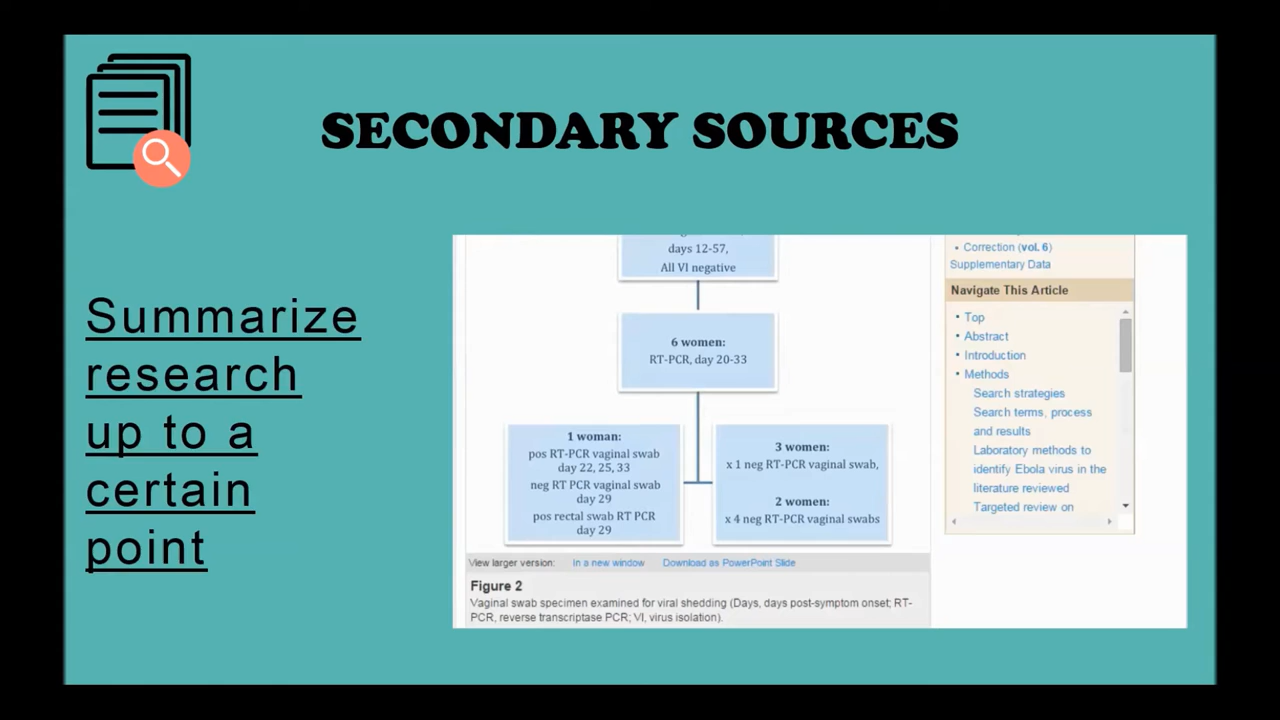 SECONDARY SOURCES
Summarize
research
up to a
certain
point
days 12-57,
All VI negative
6 women:
RT-PCR, day 20-33
1 woman:
pos RT-PCR vaginal swab
day 22, 25, 33
neg RT PCR vaginal swab
day 29
pos rectal swab RT PCR
day 29
3 women:
x 1 neg RT-PCR vaginal swab,
2 women:
x 4 neg RT-PCR vaginal swabs
View larger version:
In a new window
Download as PowerPoint Slide
Figure 2
Vaginal swab specimen examined for viral shedding (Days, days post-symptom onset; RT-
PCR, reverse transcriptase PCR; VI, virus isolation).
Correction (vol. 6)
Supplementary Data
Navigate This Article
Top
Abstract
Introduction
Methods
Search strategies
Search terms, process
and results
Laboratory methods to
identify Ebola virus in the
literature reviewed
Targeted review on